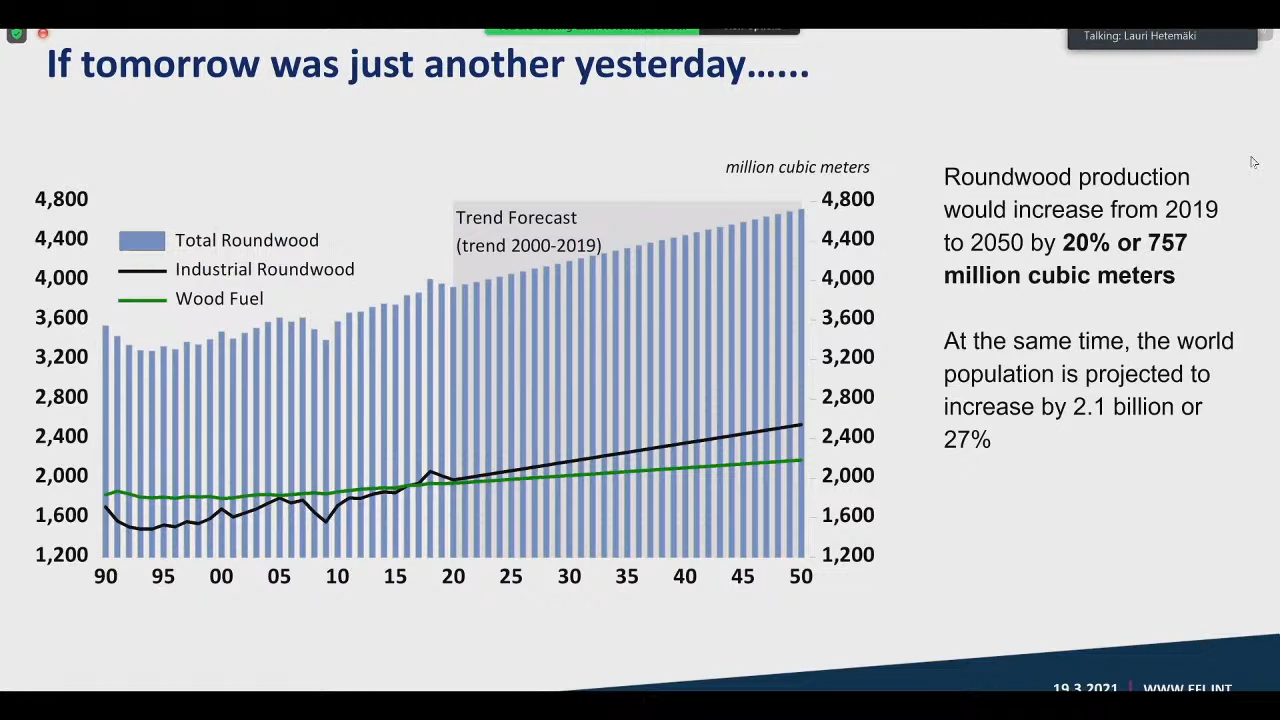 Talking: Lauri Hetemäki
If tomorrow was just another yesterday......
million cubic meters
4,800
4,400
4,000
3,600
3,200
2,800
2,400
2,000
1,600
1,200
Total Roundwood
Industrial Roundwood
Wood Fuel
Trend Forecast
(trend 2000-2019)
4,800
4,400
4,000
3,600
3,200
2,800
2,400
2,000
1,600
1,200
90 95 00 05 10 15 20 25 30 35 40 45 50
Roundwood production
would increase from 2019
to 2050 by 20% or 757
million cubic meters
At the same time, the world
population is projected to
increase by 2.1 billion or
27%
19.3.2021 | WWW.EFI.INT